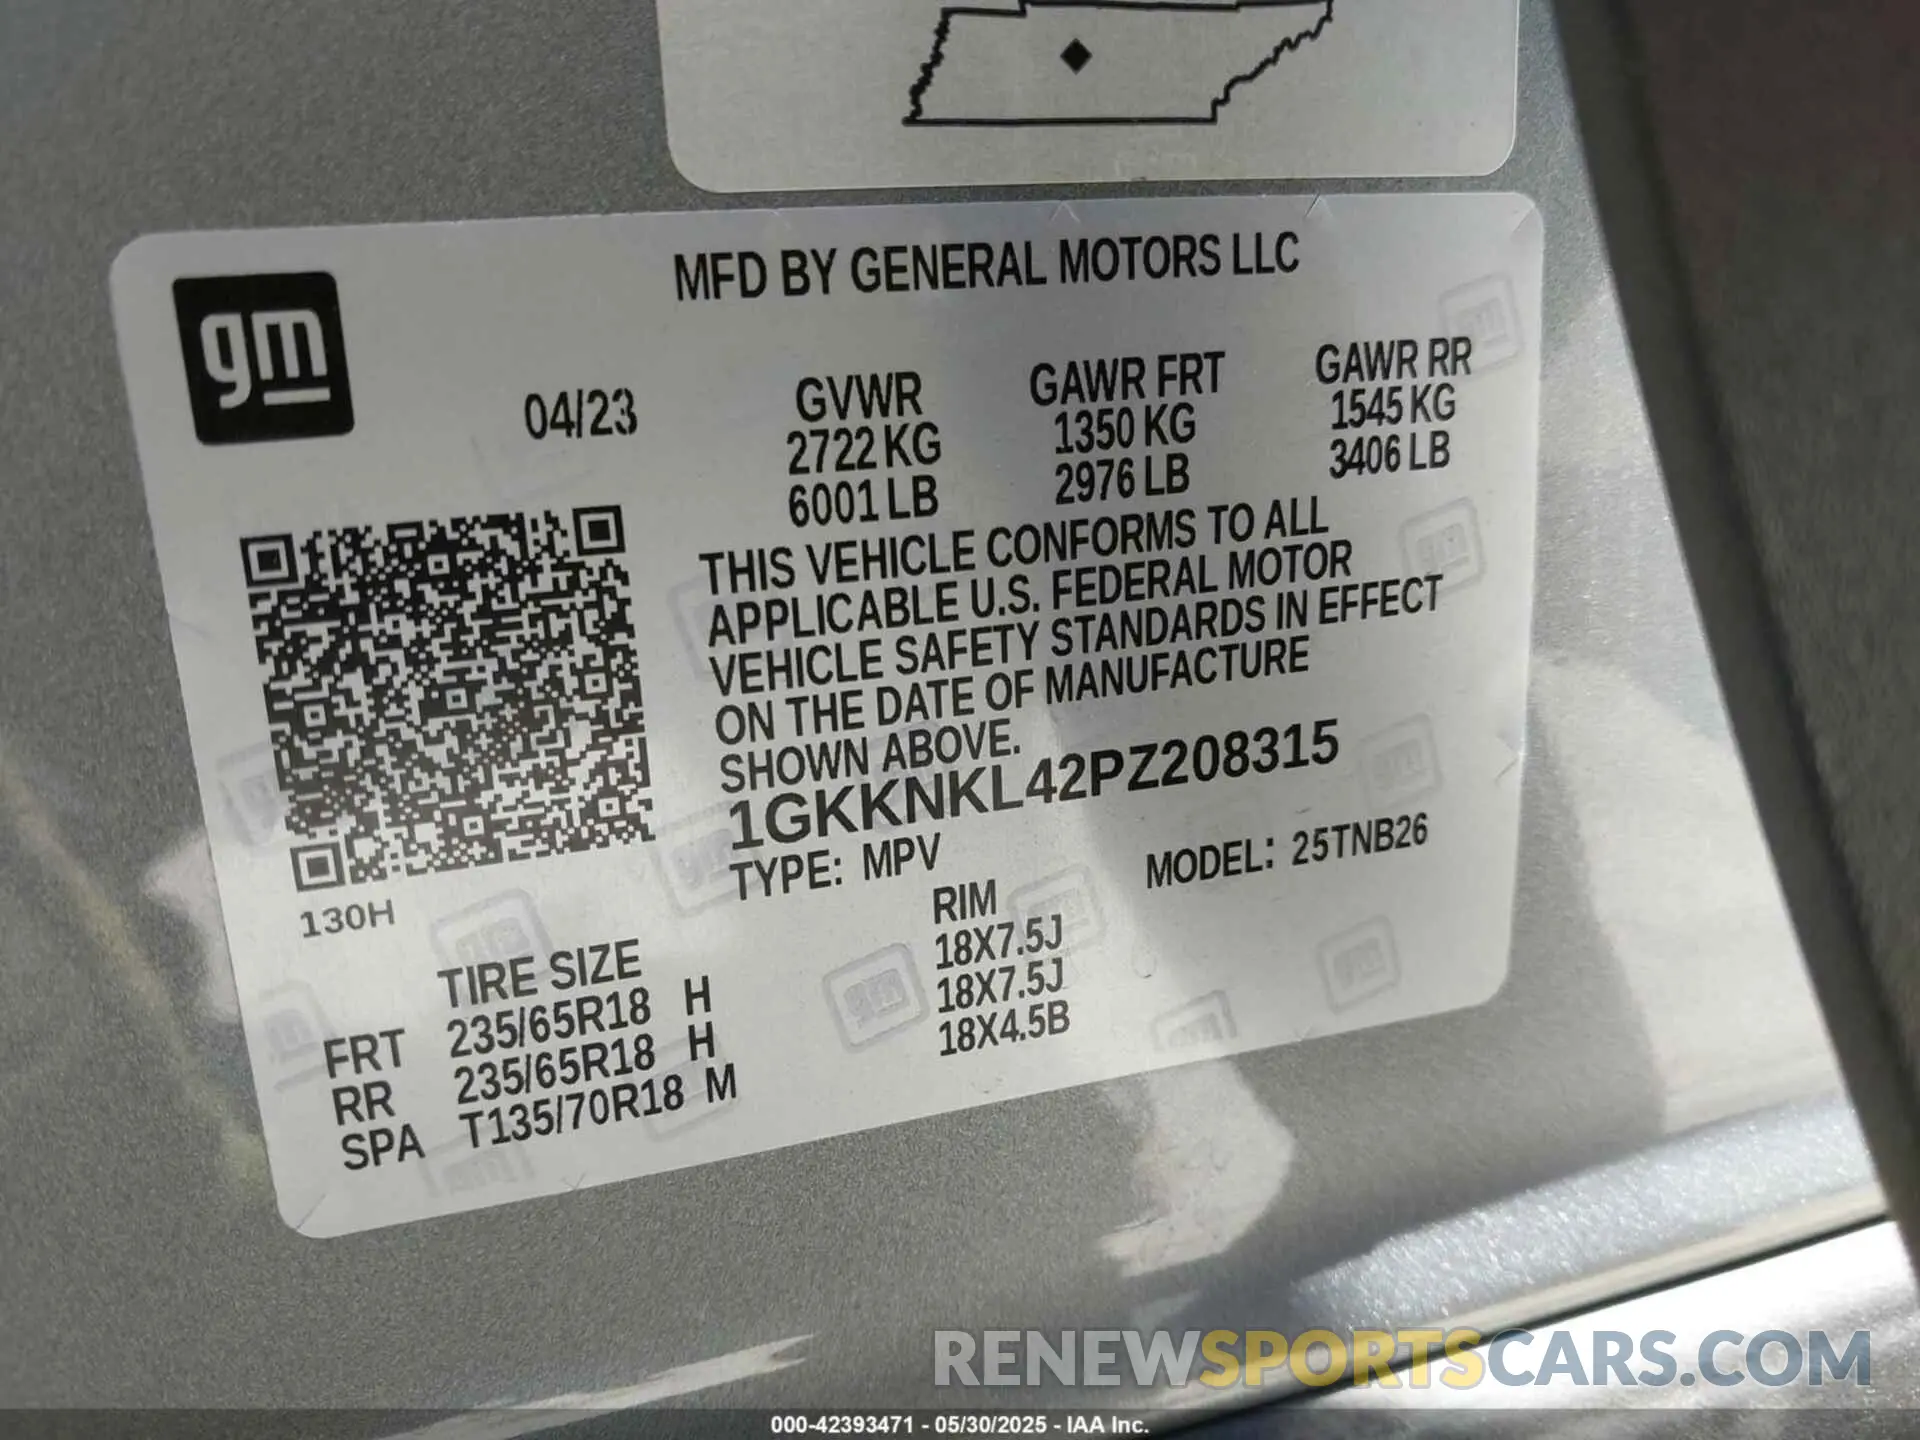 gm
MFD BY GENERAL MOTORS LLC
04/23
GVWR
2722 KG
6001 LB
GAWR FRT
1350 KG
2976 LB
GAWR RR
1545 KG
3406 LB
THIS VEHICLE CONFORMS TO ALL
APPLICABLE U.S. FEDERAL MOTOR
VEHICLE SAFETY STANDARDS IN EFFECT
ON THE DATE OF MANUFACTURE
SHOWN ABOVE.
1GKKNKL42PZ208315
TYPE: MPV
MODEL: 25TNB26
130H
TIRE SIZE
RIM
FRT 235/65R18 H 18X7.5J
RR 235/65R18 H 18X7.5J
SPA T135/70R18 M 18X4.5B
RENEWSPORTSCARS.COM
000-42393471 - 05/30/2025 - IAA Inc.